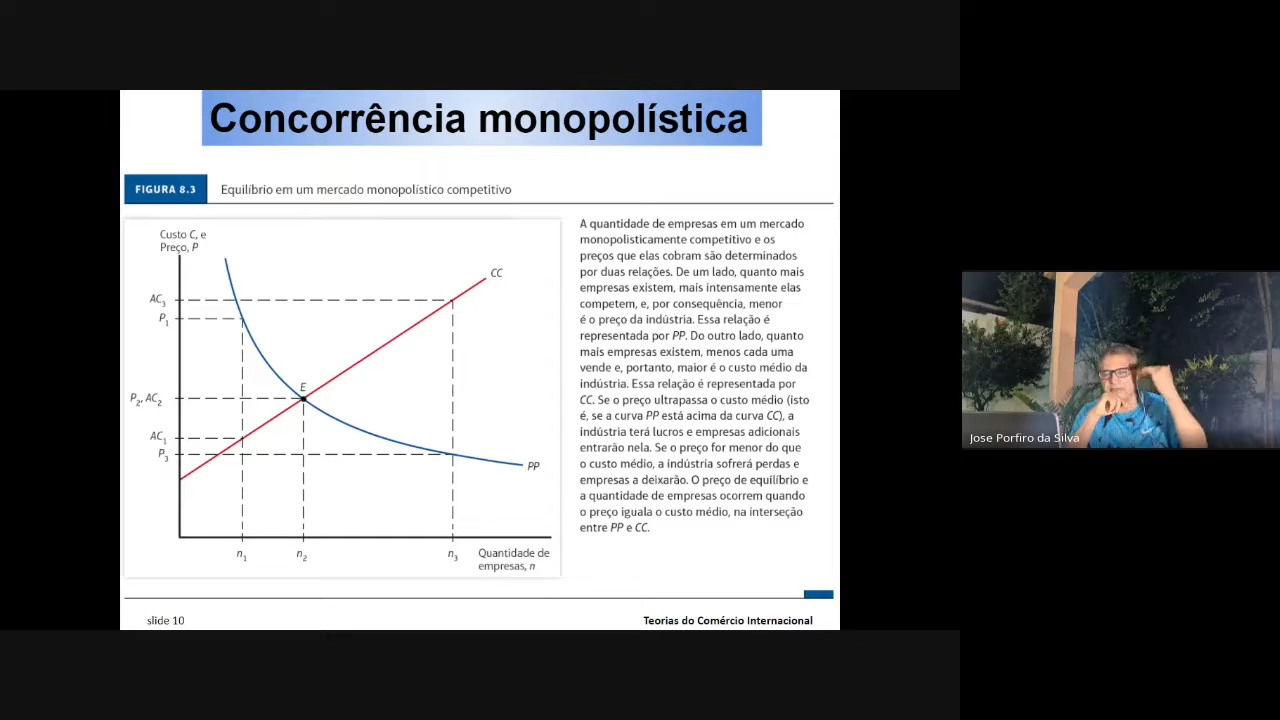 Concorrência monopolística
FIGURA 8.3 Equilíbrio em um mercado monopolístico competitivo
Custo C, e
Preço, P
AC3
P1
P2, AC2
AC1
P3
CC
E
PP
n1
n2
n3
Quantidade de
empresas, n
A quantidade de empresas em um mercado
monopolisticamente competitivo e os
preços que elas cobram são determinados
por duas relações. De um lado, quanto mais
empresas existem, mais intensamente elas
competem, e, por consequência, menor
é o preço da indústria. Essa relação é
representada por PP. Do outro lado, quanto
mais empresas existem, menos cada uma
vende e, portanto, maior é o custo médio da
indústria. Essa relação é representada por
CC. Se o preço ultrapassa o custo médio (isto
é, se a curva PP está acima da curva CC), a
indústria terá lucros e empresas adicionais
entrarão nela. Se o preço for menor do que
o custo médio, a indústria sofrerá perdas e
empresas a deixarão. O preço de equilíbrio e
a quantidade de empresas ocorrem quando
o preço iguala o custo médio, na interseção
entre PP e CC.
slide 10
Teorias do Comércio Internacional
Jose Porfiro da Silva